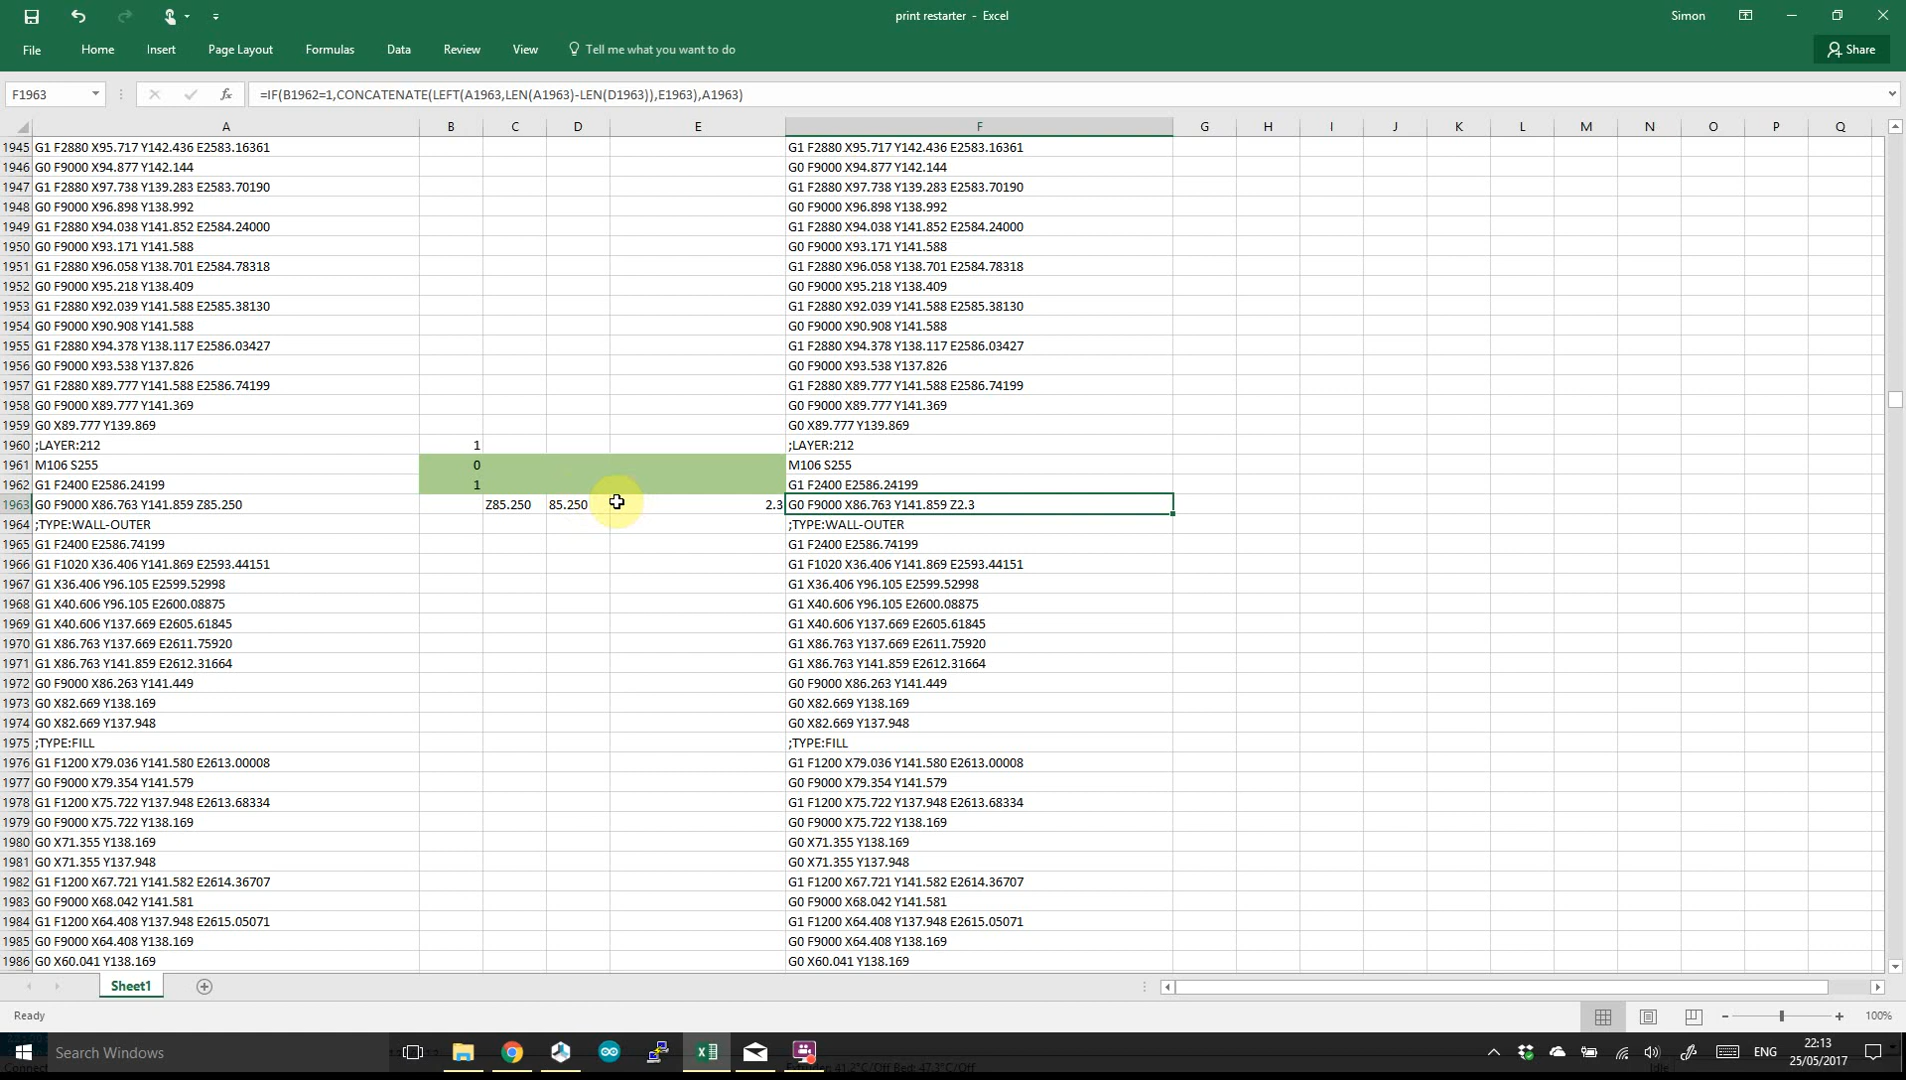 print restarter - Excel
Simon
File Home Insert Page Layout Formulas Data Review View Tell me what you want to do
Share
F1963 fx =IF(B1962=1,CONCATENATE(LEFT(A1963,LEN(A1963)-LEN(D1963)),E1963),A1963)
A B C D E F G H I J K L M N O P Q
1945 G1 F2880 X95.717 Y142.436 E2583.16361 G1 F2880 X95.717 Y142.436 E2583.16361
1946 G0 F9000 X94.877 Y142.144 G0 F9000 X94.877 Y142.144
1947 G1 F2880 X97.738 Y139.283 E2583.70190 G1 F2880 X97.738 Y139.283 E2583.70190
1948 G0 F9000 X96.898 Y138.992 G0 F9000 X96.898 Y138.992
1949 G1 F2880 X94.038 Y141.852 E2584.24000 G1 F2880 X94.038 Y141.852 E2584.24000
1950 G0 F9000 X93.171 Y141.588 G0 F9000 X93.171 Y141.588
1951 G1 F2880 X96.058 Y138.701 E2584.78318 G1 F2880 X96.058 Y138.701 E2584.78318
1952 G0 F9000 X95.218 Y138.409 G0 F9000 X95.218 Y138.409
1953 G1 F2880 X92.039 Y141.588 E2585.38130 G1 F2880 X92.039 Y141.588 E2585.38130
1954 G0 F9000 X90.908 Y141.588 G0 F9000 X90.908 Y141.588
1955 G1 F2880 X94.378 Y138.117 E2586.03427 G1 F2880 X94.378 Y138.117 E2586.03427
1956 G0 F9000 X93.538 Y137.826 G0 F9000 X93.538 Y137.826
1957 G1 F2880 X89.777 Y141.588 E2586.74199 G1 F2880 X89.777 Y141.588 E2586.74199
1958 G0 F9000 X89.777 Y141.369 G0 F9000 X89.777 Y141.369
1959 G0 X89.777 Y139.869 G0 X89.777 Y139.869
1960 ;LAYER:212 1 ;LAYER:212
1961 M106 S255 0 M106 S255
1962 G1 F2400 E2586.24199 1 G1 F2400 E2586.24199
1963 G0 F9000 X86.763 Y141.859 Z85.250 Z85.250 85.250 2.3 G0 F9000 X86.763 Y141.859 Z2.3
1964 ;TYPE:WALL-OUTER ;TYPE:WALL-OUTER
1965 G1 F2400 E2586.74199 G1 F2400 E2586.74199
1966 G1 F1020 X36.406 Y141.869 E2593.44151 G1 F1020 X36.406 Y141.869 E2593.44151
1967 G1 X36.406 Y96.105 E2599.52998 G1 X36.406 Y96.105 E2599.52998
1968 G1 X40.606 Y96.105 E2600.08875 G1 X40.606 Y96.105 E2600.08875
1969 G1 X40.606 Y137.669 E2605.61845 G1 X40.606 Y137.669 E2605.61845
1970 G1 X86.763 Y137.669 E2611.75920 G1 X86.763 Y137.669 E2611.75920
1971 G1 X86.763 Y141.859 E2612.31664 G1 X86.763 Y141.859 E2612.31664
1972 G0 F9000 X86.263 Y141.449 G0 F9000 X86.263 Y141.449
1973 G0 X82.669 Y138.169 G0 X82.669 Y138.169
1974 G0 X82.669 Y137.948 G0 X82.669 Y137.948
1975 ;TYPE:FILL ;TYPE:FILL
1976 G1 F1200 X79.036 Y141.580 E2613.00008 G1 F1200 X79.036 Y141.580 E2613.00008
1977 G0 F9000 X79.354 Y141.579 G0 F9000 X79.354 Y141.579
1978 G1 F1200 X75.722 Y137.948 E2613.68334 G1 F1200 X75.722 Y137.948 E2613.68334
1979 G0 F9000 X75.722 Y138.169 G0 F9000 X75.722 Y138.169
1980 G0 X71.355 Y138.169 G0 X71.355 Y138.169
1981 G0 X71.355 Y137.948 G0 X71.355 Y137.948
1982 G1 F1200 X67.721 Y141.582 E2614.36707 G1 F1200 X67.721 Y141.582 E2614.36707
1983 G0 F9000 X68.042 Y141.581 G0 F9000 X68.042 Y141.581
1984 G1 F1200 X64.408 Y137.948 E2615.05071 G1 F1200 X64.408 Y137.948 E2615.05071
1985 G0 F9000 X64.408 Y138.169 G0 F9000 X64.408 Y138.169
1986 G0 X60.041 Y138.169 G0 X60.041 Y138.169
Sheet1
Ready
100%
Search Windows
ENG
22:13
25/05/2017